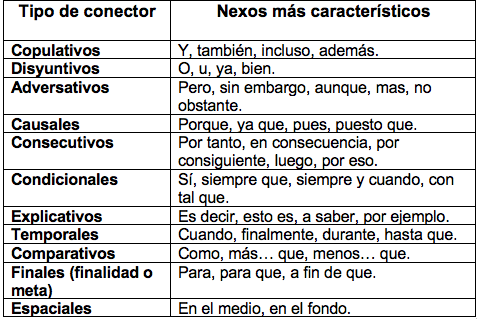 Tipo de conector Nexos más característicos
Copulativos Y, también, incluso, además.
Disyuntivos O, u, ya, bien.
Adversativos Pero, sin embargo, aunque, mas, no
obstante.
Causales Porque, ya que, pues, puesto que.
Consecutivos Por tanto, en consecuencia, por
consiguiente, luego, por eso.
Condicionales Sí, siempre que, siempre y cuando, con
tal que.
Explicativos Es decir, esto es, a saber, por ejemplo.
Temporales Cuando, finalmente, durante, hasta que.
Comparativos Como, más… que, menos… que.
Finales (finalidad o Para, para que, a fin de que.
meta)
Espaciales En el medio, en el fondo.